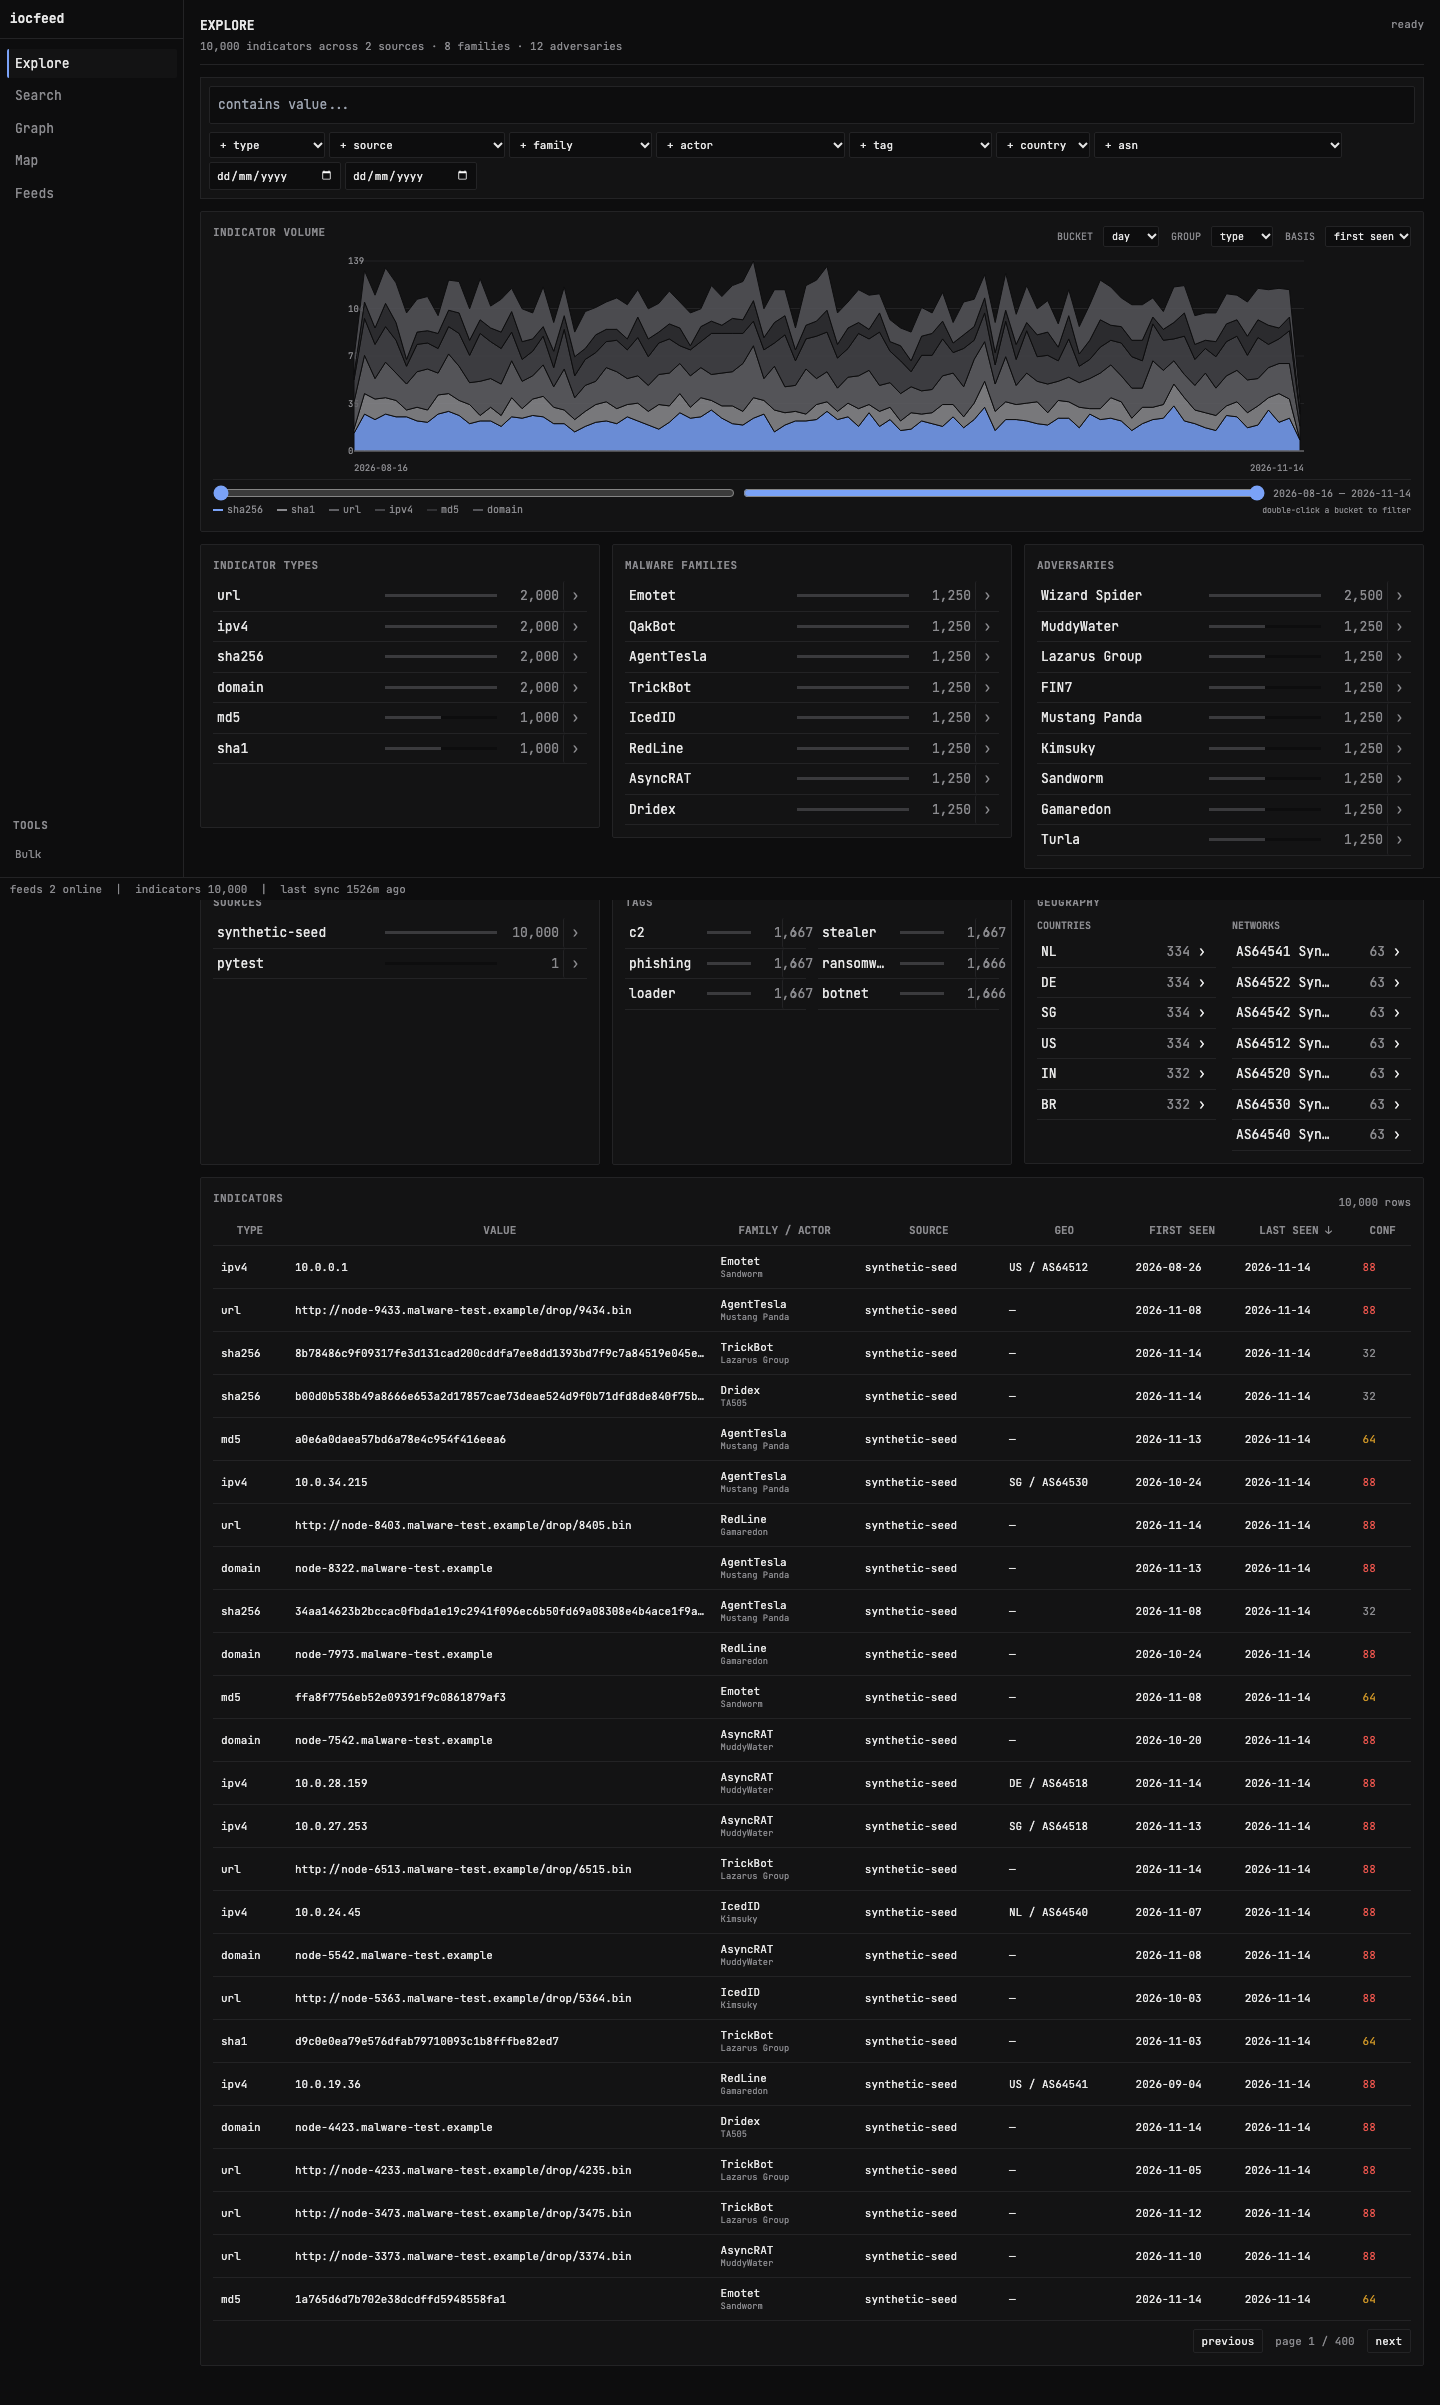 iocfeed
Explore
Search
Graph
Map
Feeds
TOOLS
Bulk
EXPLORE
ready
10,000 indicators across 2 sources · 8 families · 12 adversaries
contains value...
+ type + source + family + actor + tag + country + asn
dd/mm/yyyy dd/mm/yyyy
INDICATOR VOLUME
BUCKET day GROUP type BASIS first seen
139
10
7
3
0
2026-08-16 2026-11-14
2026-08-16 — 2026-11-14
sha256 sha1 url ipv4 md5 domain
double-click a bucket to filter
INDICATOR TYPES
url 2,000 ›
ipv4 2,000 ›
sha256 2,000 ›
domain 2,000 ›
md5 1,000 ›
sha1 1,000 ›
MALWARE FAMILIES
Emotet 1,250 ›
QakBot 1,250 ›
AgentTesla 1,250 ›
TrickBot 1,250 ›
IcedID 1,250 ›
RedLine 1,250 ›
AsyncRAT 1,250 ›
Dridex 1,250 ›
ADVERSARIES
Wizard Spider 2,500 ›
MuddyWater 1,250 ›
Lazarus Group 1,250 ›
FIN7 1,250 ›
Mustang Panda 1,250 ›
Kimsuky 1,250 ›
Sandworm 1,250 ›
Gamaredon 1,250 ›
Turla 1,250 ›
feeds 2 online | indicators 10,000 | last sync 1526m ago
SOURCES
synthetic-seed 10,000 ›
pytest 1 ›
TAGS
c2 1,667 stealer 1,667
phishing 1,667 ransomw… 1,666
loader 1,667 botnet 1,666
GEOGRAPHY
COUNTRIES
NL 334 ›
DE 334 ›
SG 334 ›
US 334 ›
IN 332 ›
BR 332 ›
NETWORKS
AS64541 Syn… 63 ›
AS64522 Syn… 63 ›
AS64542 Syn… 63 ›
AS64512 Syn… 63 ›
AS64520 Syn… 63 ›
AS64530 Syn… 63 ›
AS64540 Syn… 63 ›
INDICATORS
10,000 rows
TYPE VALUE FAMILY / ACTOR SOURCE GEO FIRST SEEN LAST SEEN ↓ CONF
ipv4 10.0.0.1 Emotet Sandworm synthetic-seed US / AS64512 2026-08-26 2026-11-14 88
url http://node-9433.malware-test.example/drop/9434.bin AgentTesla Mustang Panda synthetic-seed — 2026-11-08 2026-11-14 88
sha256 8b78486c9f09317fe3d131cad200cddfa7ee8dd1393bd7f9c7a84519e045e… TrickBot Lazarus Group synthetic-seed — 2026-11-14 2026-11-14 32
sha256 b00d0b538b49a8666e653a2d17857cae73deae524d9f0b71dfd8de840f75b… Dridex TA505 synthetic-seed — 2026-11-14 2026-11-14 32
md5 a0e6a0daea57bd6a78e4c954f416eea6 AgentTesla Mustang Panda synthetic-seed — 2026-11-13 2026-11-14 64
ipv4 10.0.34.215 AgentTesla Mustang Panda synthetic-seed SG / AS64530 2026-10-24 2026-11-14 88
url http://node-8403.malware-test.example/drop/8405.bin RedLine Gamaredon synthetic-seed — 2026-11-14 2026-11-14 88
domain node-8322.malware-test.example AgentTesla Mustang Panda synthetic-seed — 2026-11-13 2026-11-14 88
sha256 34aa14623b2bccac0fbda1e19c2941f096ec6b50fd69a08308e4b4ace1f9a… AgentTesla Mustang Panda synthetic-seed — 2026-11-08 2026-11-14 32
domain node-7973.malware-test.example RedLine Gamaredon synthetic-seed — 2026-10-24 2026-11-14 88
md5 ffa8f7756eb52e09391f9c0861879af3 Emotet Sandworm synthetic-seed — 2026-11-08 2026-11-14 64
domain node-7542.malware-test.example AsyncRAT MuddyWater synthetic-seed — 2026-10-20 2026-11-14 88
ipv4 10.0.28.159 AsyncRAT MuddyWater synthetic-seed DE / AS64518 2026-11-14 2026-11-14 88
ipv4 10.0.27.253 AsyncRAT MuddyWater synthetic-seed SG / AS64518 2026-11-13 2026-11-14 88
url http://node-6513.malware-test.example/drop/6515.bin TrickBot Lazarus Group synthetic-seed — 2026-11-14 2026-11-14 88
ipv4 10.0.24.45 IcedID Kimsuky synthetic-seed NL / AS64540 2026-11-07 2026-11-14 88
domain node-5542.malware-test.example AsyncRAT MuddyWater synthetic-seed — 2026-11-08 2026-11-14 88
url http://node-5363.malware-test.example/drop/5364.bin IcedID Kimsuky synthetic-seed — 2026-10-03 2026-11-14 88
sha1 d9c0e0ea79e576dfab79710093c1b8fffbe82ed7 TrickBot Lazarus Group synthetic-seed — 2026-11-03 2026-11-14 64
ipv4 10.0.19.36 RedLine Gamaredon synthetic-seed US / AS64541 2026-09-04 2026-11-14 88
domain node-4423.malware-test.example Dridex TA505 synthetic-seed — 2026-11-14 2026-11-14 88
url http://node-4233.malware-test.example/drop/4235.bin TrickBot Lazarus Group synthetic-seed — 2026-11-05 2026-11-14 88
url http://node-3473.malware-test.example/drop/3475.bin TrickBot Lazarus Group synthetic-seed — 2026-11-12 2026-11-14 88
url http://node-3373.malware-test.example/drop/3374.bin AsyncRAT MuddyWater synthetic-seed — 2026-11-10 2026-11-14 88
md5 1a765d6d7b702e38dcdffd5948558fa1 Emotet Sandworm synthetic-seed — 2026-11-14 2026-11-14 64
previous page 1 / 400 next